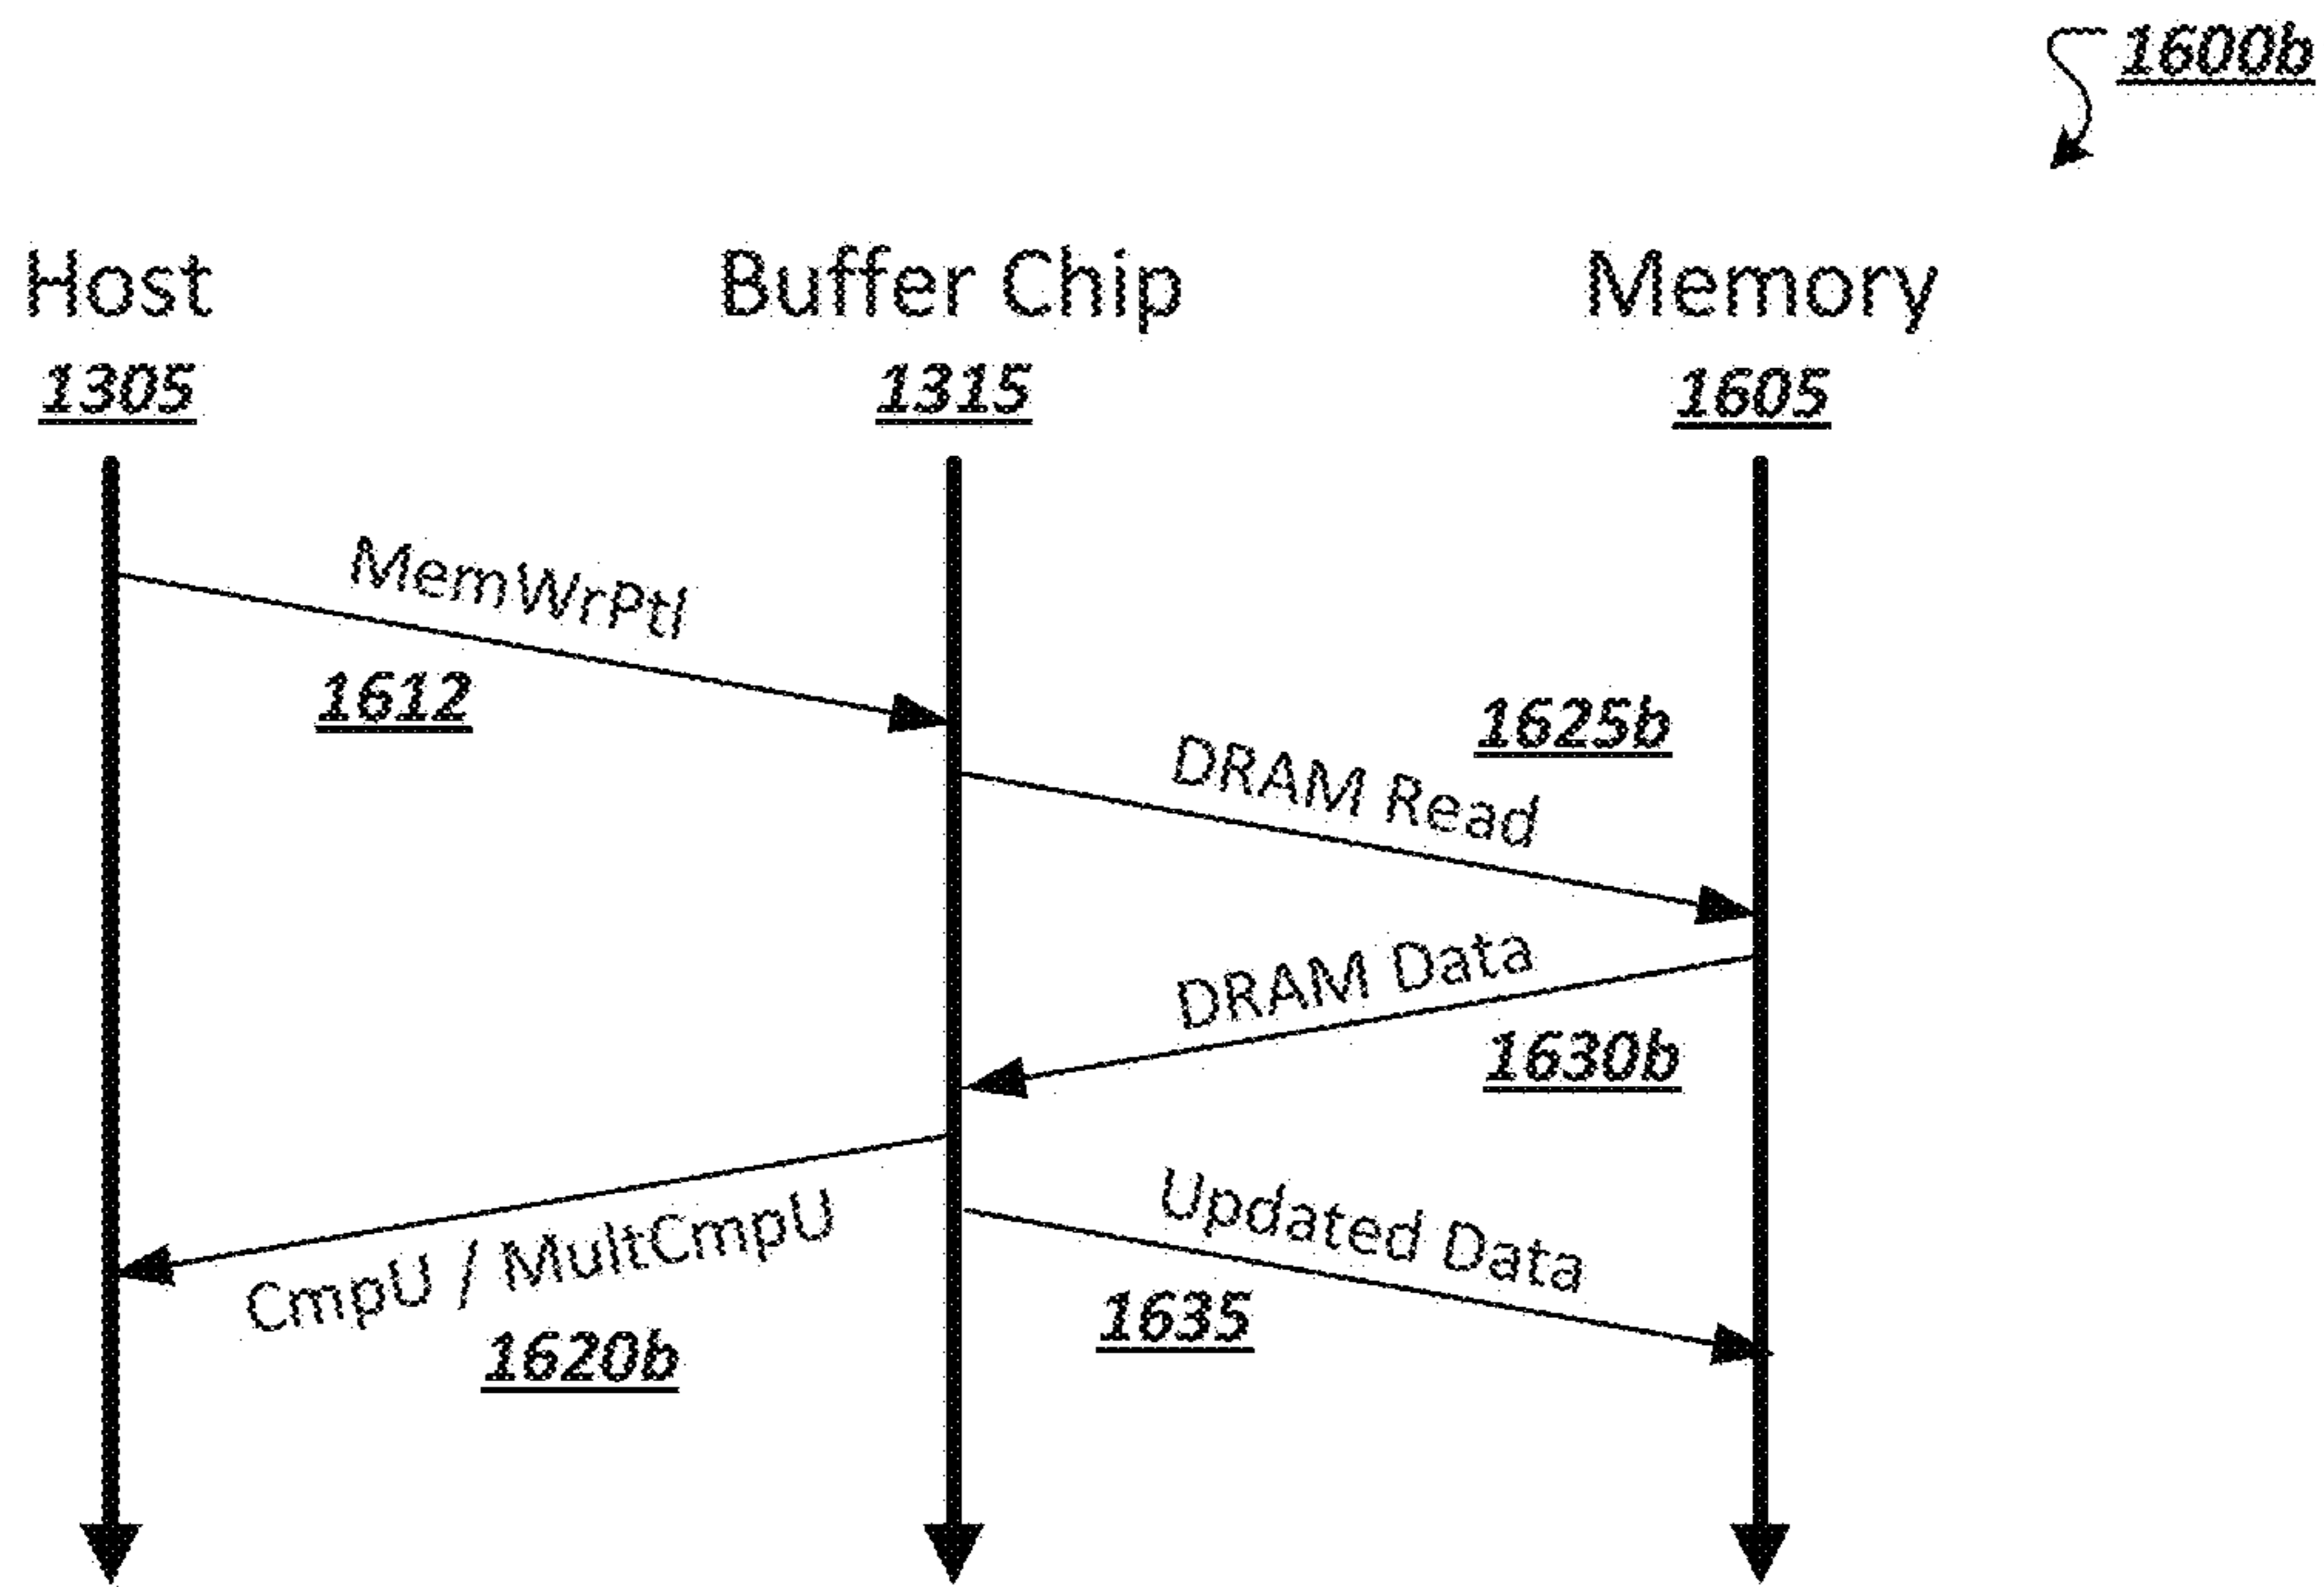 1600b
Host
Buffer Chip
Memory
1305
1315
1605
MemWrPtl
1612
1625b
DRAM Read
DRAM Data
1630b
CmpU / MultCmpU
1620b
Updated Data
1635